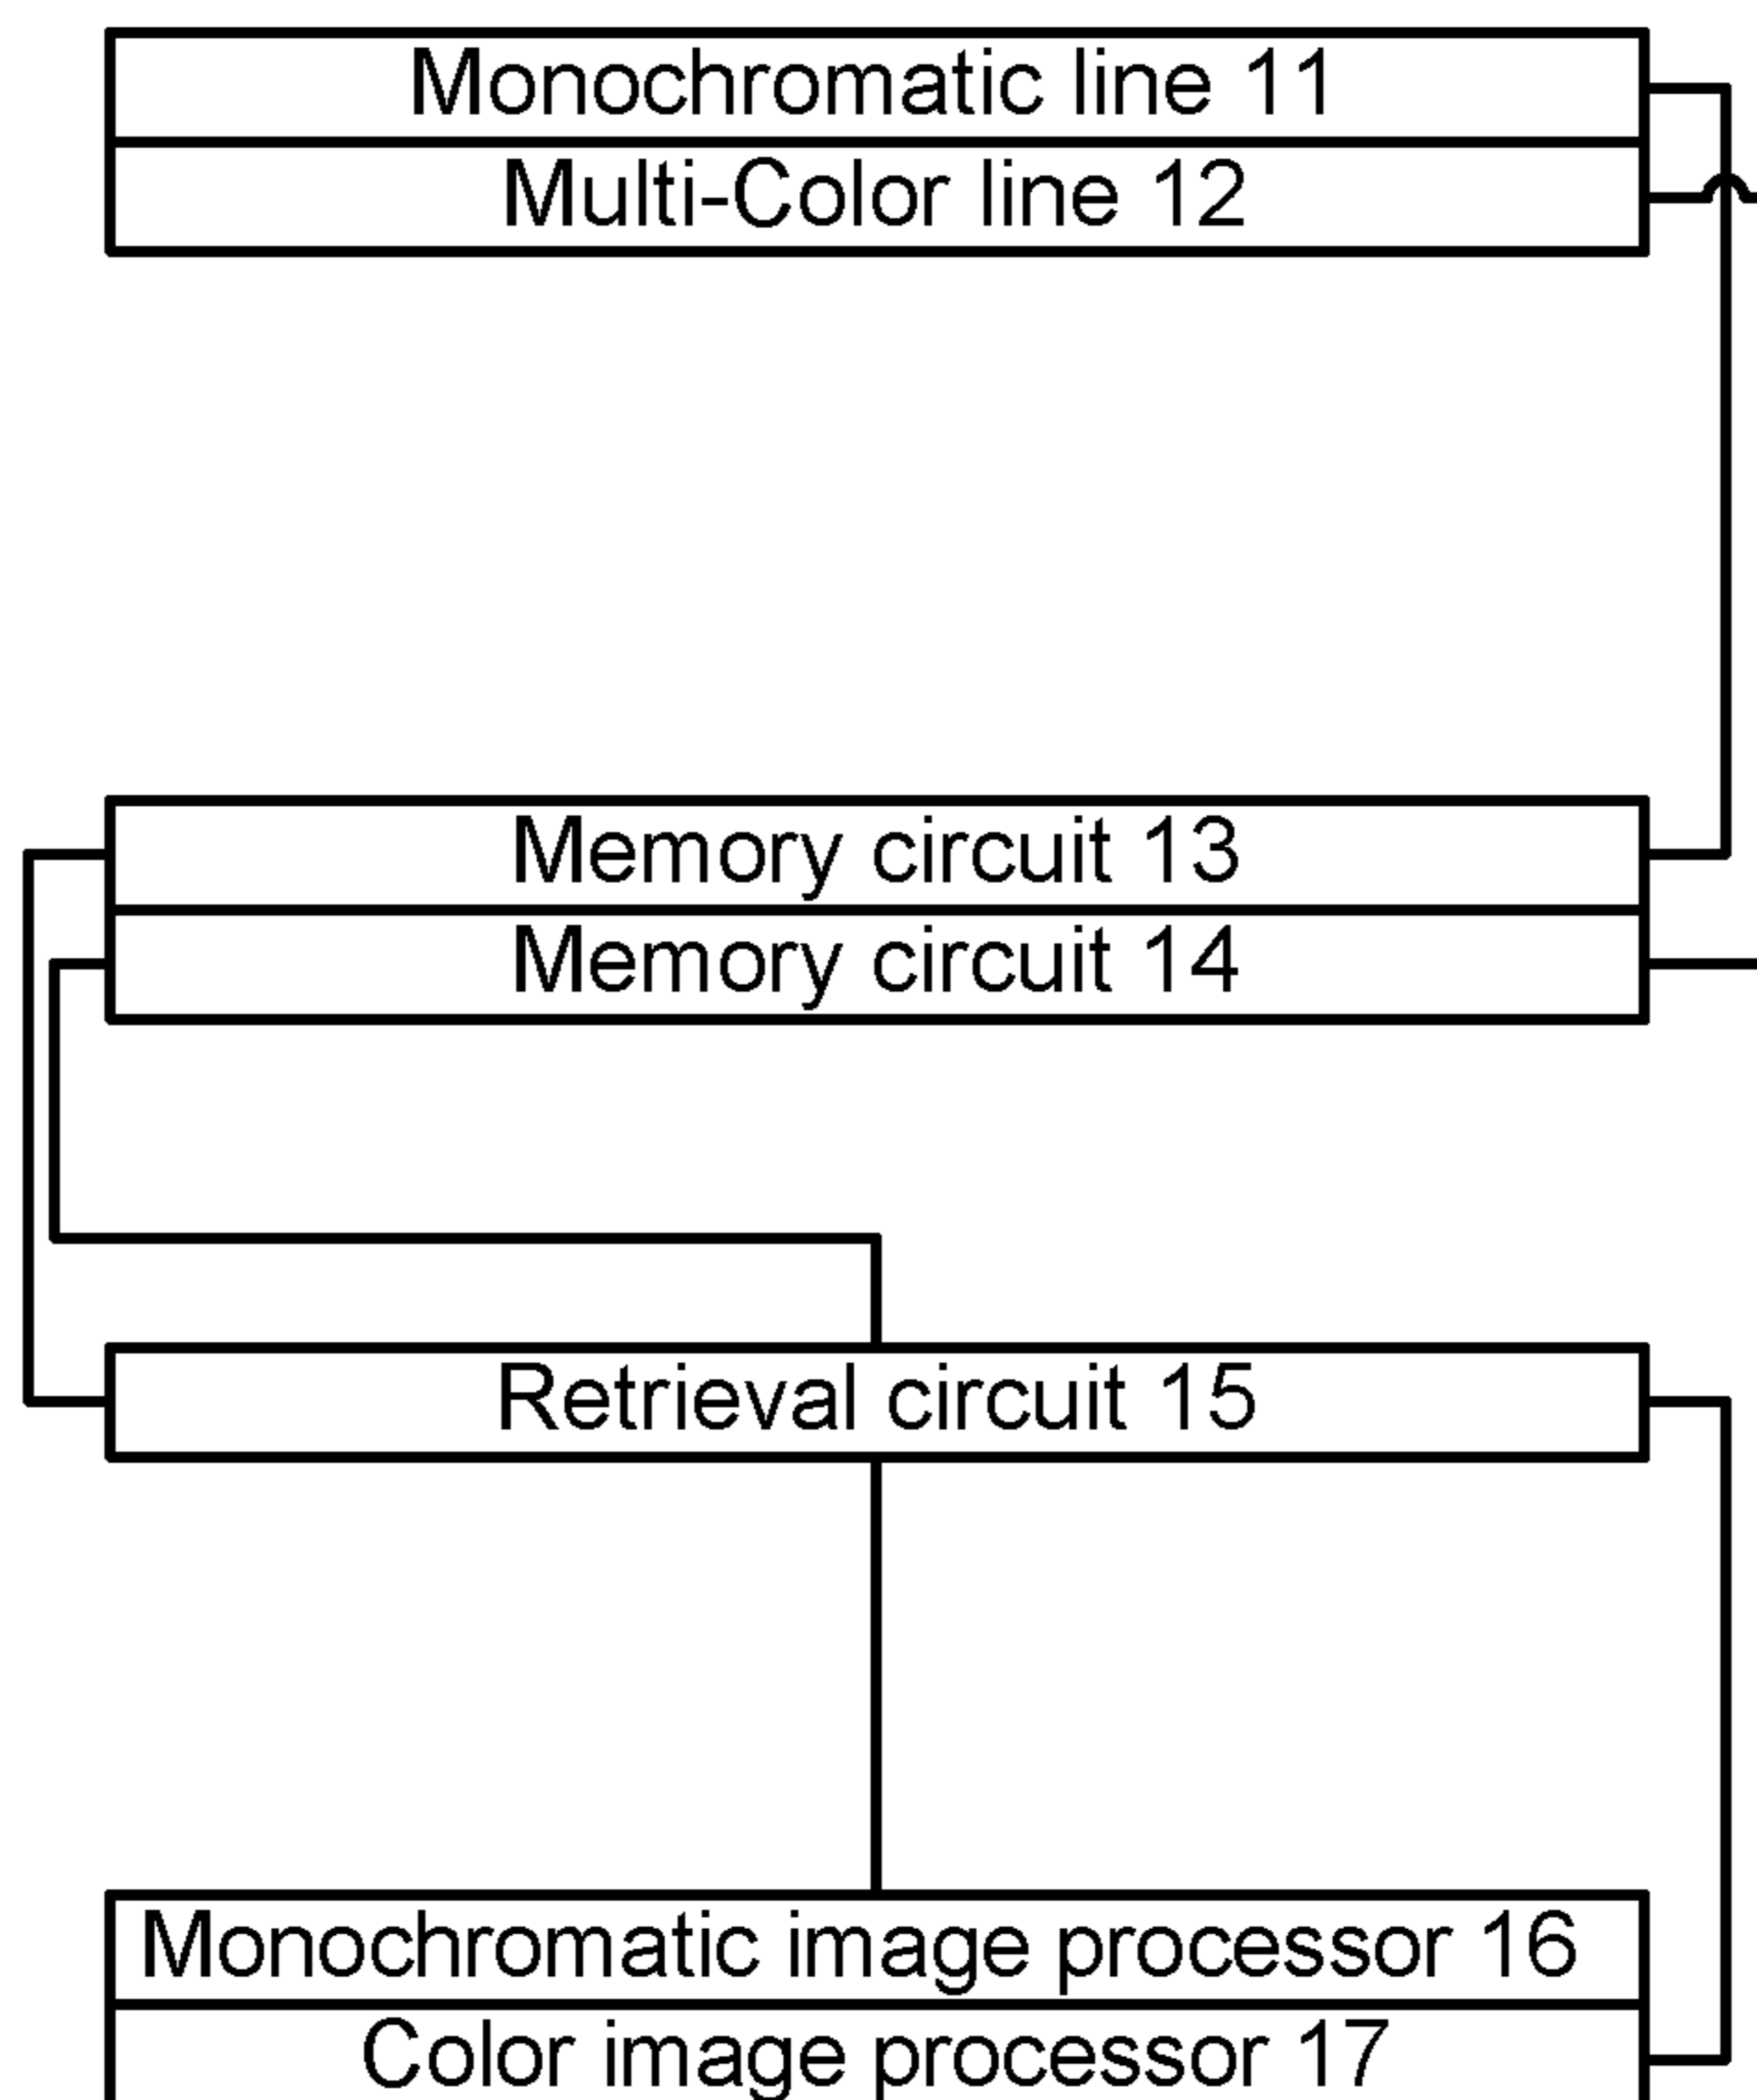 Monochromatic line 11
Multi-Color line 12
Memory circuit 13
Memory circuit 14
Retrieval circuit 15
Monochromatic image processor 16
Color image processor 17